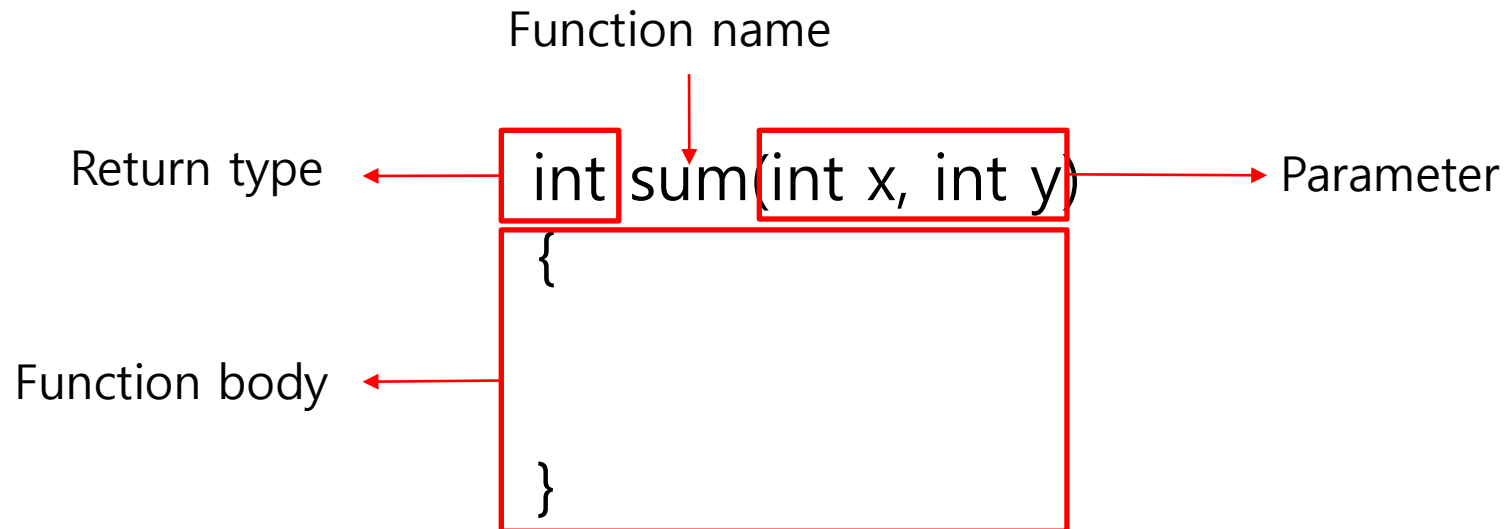 Function name
Return type
int sum(int x, int y)
Parameter
{
Function body
}